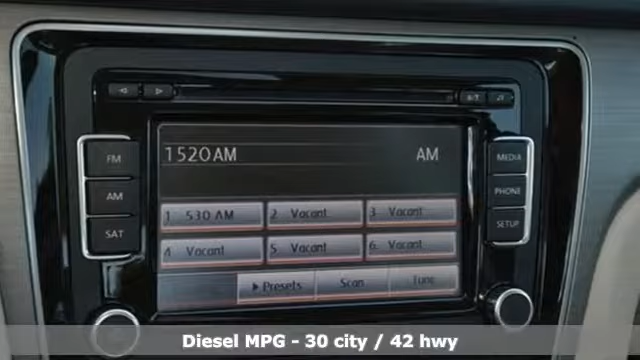 1520AM AM
FM
AM
SAT
MEDIA
PHONE
SETUP
1 530 AM 2 Vacant 3 Vacant
4 Vacant 5 Vacant 6 Vacant
Presets Scan Tune
Diesel MPG - 30 city / 42 hwy